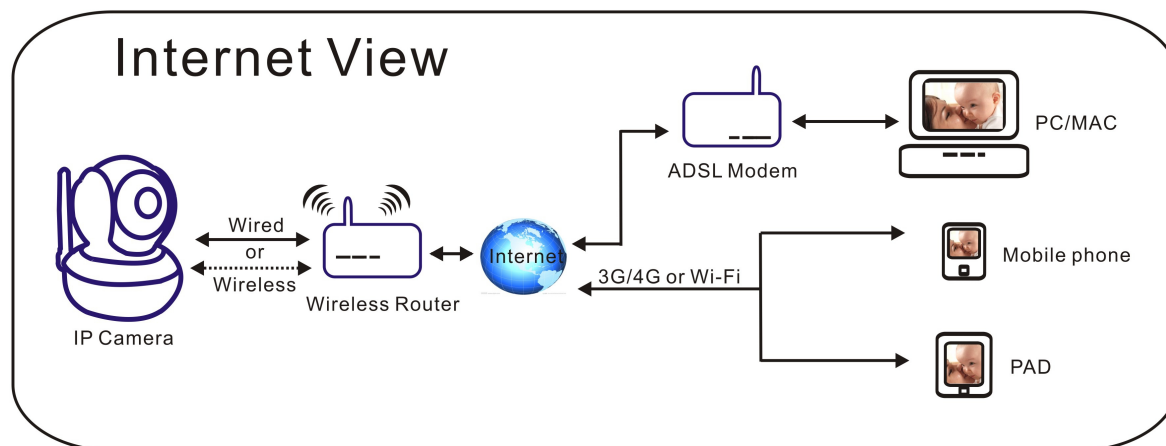 Internet View
PC/MAC
ADSL Modem
Wired
or
Wireless
Internet
3G/4G or Wi-Fi
Mobile phone
Wireless Router
IP Camera
PAD